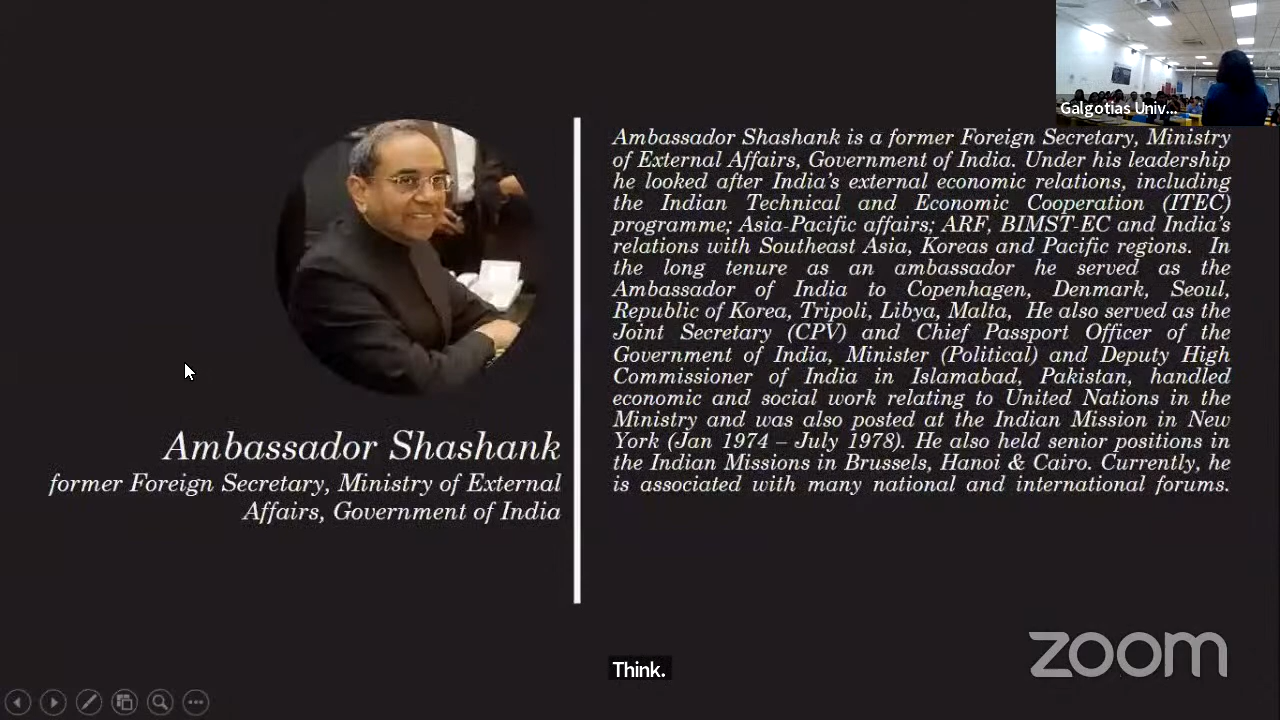 Galgotias Univ...
Ambassador Shashank
former Foreign Secretary, Ministry of External
Affairs, Government of India
Ambassador Shashank is a former Foreign Secretary, Ministry
of External Affairs, Government of India. Under his leadership
he looked after India’s external economic relations, including
the Indian Technical and Economic Cooperation (ITEC)
programme; Asia-Pacific affairs; ARF, BIMST-EC and India’s
relations with Southeast Asia, Koreas and Pacific regions. In
the long tenure as an ambassador he served as the
Ambassador of India to Copenhagen, Denmark, Seoul,
Republic of Korea, Tripoli, Libya, Malta, He also served as the
Joint Secretary (CPV) and Chief Passport Officer of the
Government of India, Minister (Political) and Deputy High
Commissioner of India in Islamabad, Pakistan, handled
economic and social work relating to United Nations in the
Ministry and was also posted at the Indian Mission in New
York (Jan 1974 – July 1978). He also held senior positions in
the Indian Missions in Brussels, Hanoi & Cairo. Currently, he
is associated with many national and international forums.
Think.
zoom